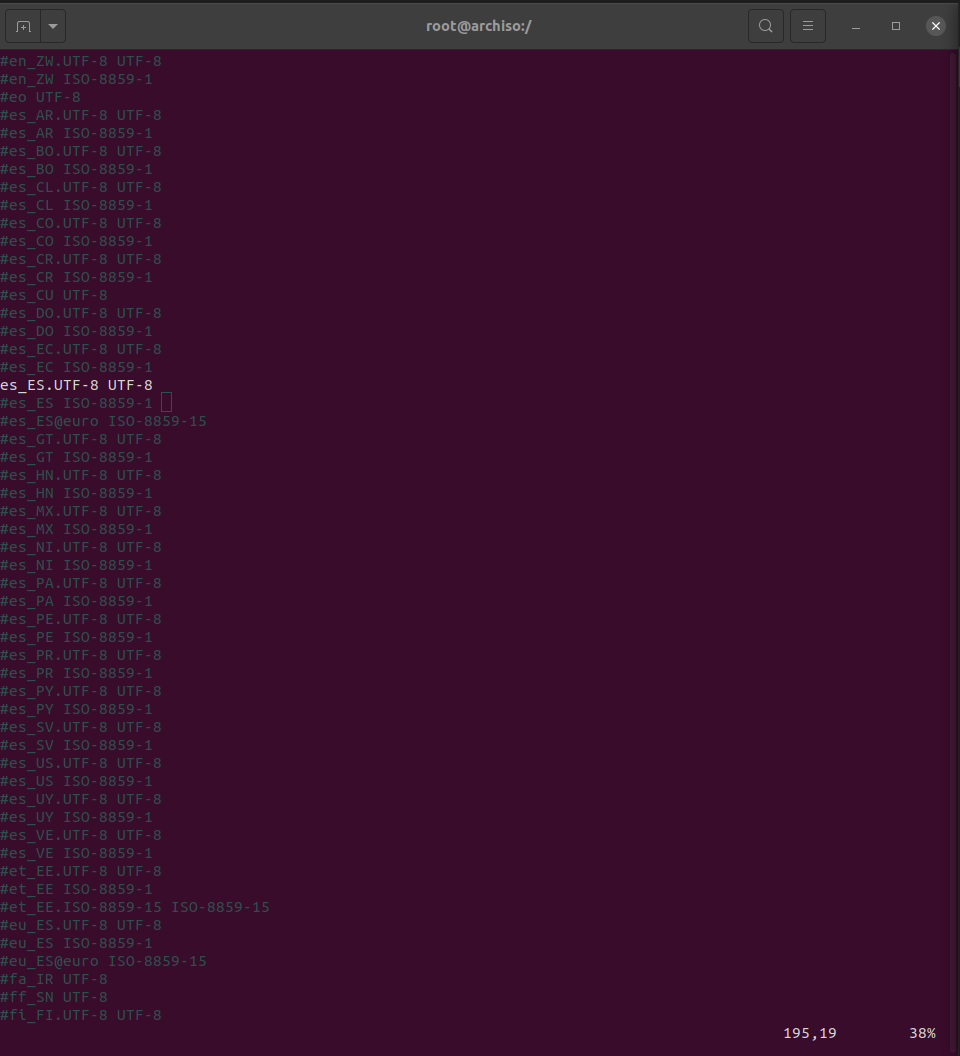 root@archiso:/
#en_ZW.UTF-8 UTF-8
#en_ZW ISO-8859-1
#eo UTF-8
#es_AR.UTF-8 UTF-8
#es_AR ISO-8859-1
#es_BO.UTF-8 UTF-8
#es_BO ISO-8859-1
#es_CL.UTF-8 UTF-8
#es_CL ISO-8859-1
#es_CO.UTF-8 UTF-8
#es_CO ISO-8859-1
#es_CR.UTF-8 UTF-8
#es_CR ISO-8859-1
#es_CU UTF-8
#es_DO.UTF-8 UTF-8
#es_DO ISO-8859-1
#es_EC.UTF-8 UTF-8
#es_EC ISO-8859-1
es_ES.UTF-8 UTF-8
#es_ES ISO-8859-1
#es_ES@euro ISO-8859-15
#es_GT.UTF-8 UTF-8
#es_GT ISO-8859-1
#es_HN.UTF-8 UTF-8
#es_HN ISO-8859-1
#es_MX.UTF-8 UTF-8
#es_MX ISO-8859-1
#es_NI.UTF-8 UTF-8
#es_NI ISO-8859-1
#es_PA.UTF-8 UTF-8
#es_PA ISO-8859-1
#es_PE.UTF-8 UTF-8
#es_PE ISO-8859-1
#es_PR.UTF-8 UTF-8
#es_PR ISO-8859-1
#es_PY.UTF-8 UTF-8
#es_PY ISO-8859-1
#es_SV.UTF-8 UTF-8
#es_SV ISO-8859-1
#es_US.UTF-8 UTF-8
#es_US ISO-8859-1
#es_UY.UTF-8 UTF-8
#es_UY ISO-8859-1
#es_VE.UTF-8 UTF-8
#es_VE ISO-8859-1
#et_EE.UTF-8 UTF-8
#et_EE ISO-8859-1
#et_EE.ISO-8859-15 ISO-8859-15
#eu_ES.UTF-8 UTF-8
#eu_ES ISO-8859-1
#eu_ES@euro ISO-8859-15
#fa_IR UTF-8
#ff_SN UTF-8
#fi_FI.UTF-8 UTF-8
195,19 38%